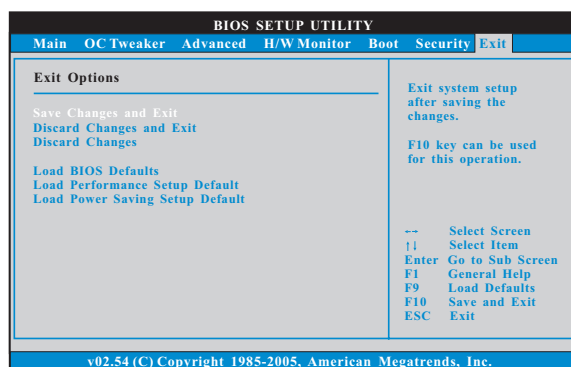 BIOS SETUP UTILITY
Main OC Tweaker Advanced H/W Monitor Boot Security Exit
Exit Options
Save Changes and Exit
Discard Changes and Exit
Discard Changes
Load BIOS Defaults
Load Performance Setup Default
Load Power Saving Setup Default
Exit system setup
after saving the
changes.
F10 key can be used
for this operation.
←→ Select Screen
↑↓ Select Item
Enter Go to Sub Screen
F1 General Help
F9 Load Defaults
F10 Save and Exit
ESC Exit
v02.54 (C) Copyright 1985-2005, American Megatrends, Inc.